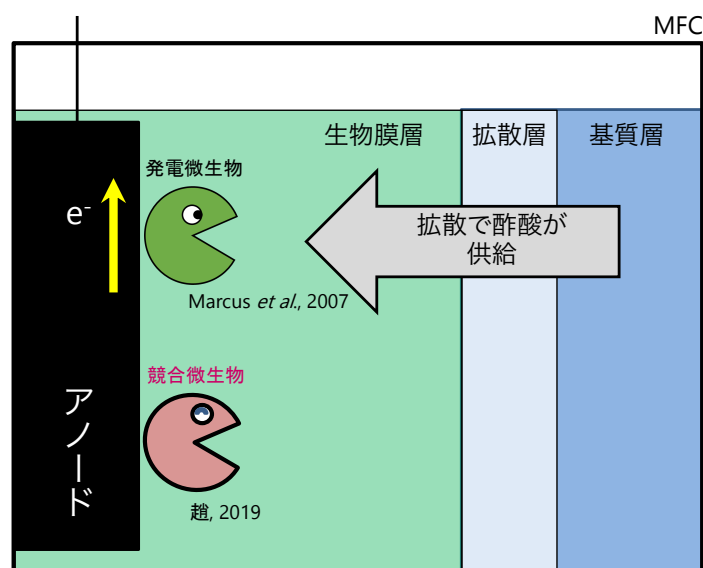 MFC
生物膜層
拡散層
基質層
発電微生物
e-
拡散で酢酸が
供給
Marcus et al., 2007
競合微生物
アノード
趙, 2019